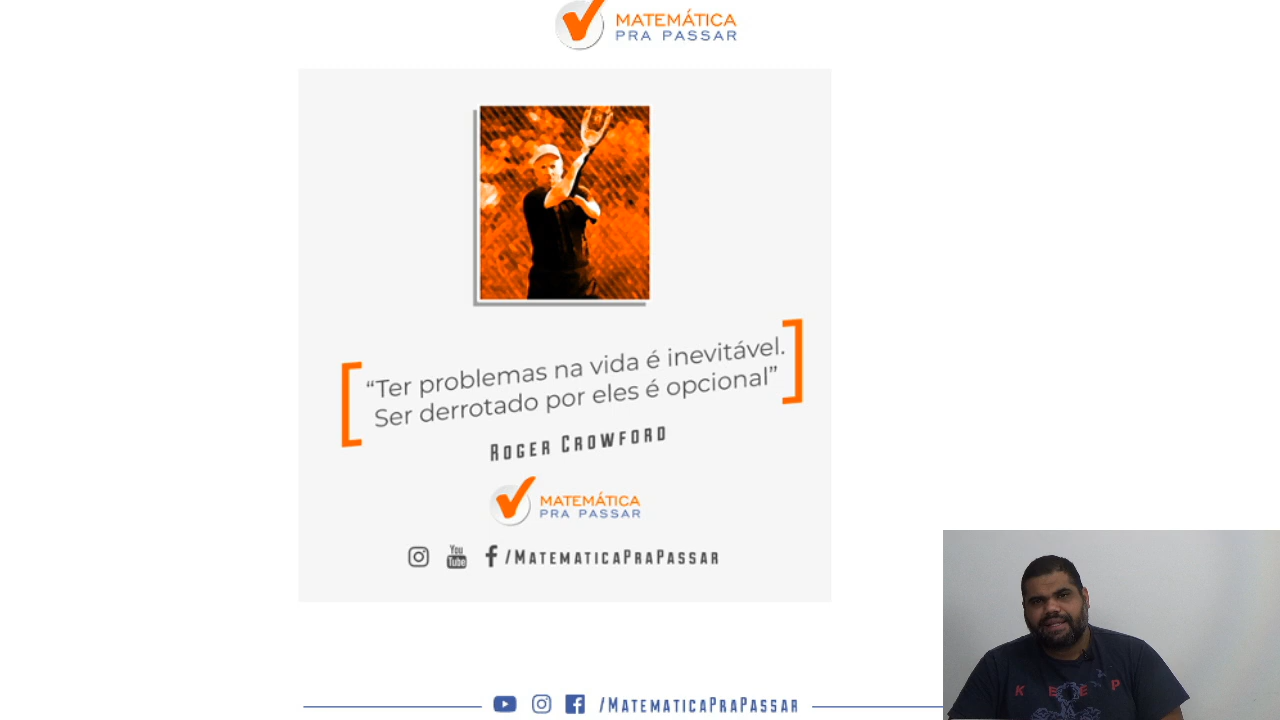 MATEMÁTICA
PRA PASSAR
“Ter problemas na vida é inevitável.
Ser derrotado por eles é opcional”
ROGER CROWFORD
MATEMÁTICA
PRA PASSAR
You
Tube
/MATEMATICAPRAPASSAR
/MATEMATICAPRAPASSAR
K E E P